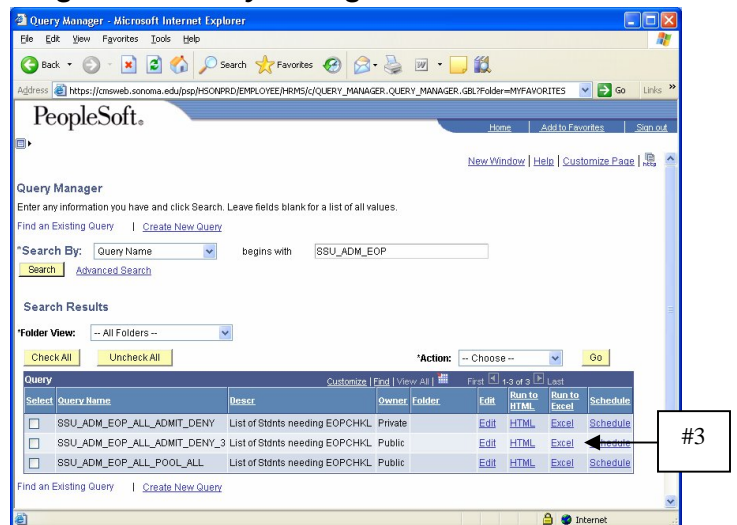 Query Manager - Microsoft Internet Explorer
File Edit View Favorites Tools Help
Back Search Favorites
Address https://cmsweb.sonoma.edu/psp/HSONPRD/EMPLOYEE/HRMS/c/QUERY_MANAGER.QUERY_MANAGER.GBL?Folder=MYFAVORITES Go Links »
PeopleSoft.
Home Add to Favorites Sign out
New Window | Help | Customize Page |
Query Manager
Enter any information you have and click Search. Leave fields blank for a list of all values.
Find an Existing Query | Create New Query
*Search By: Query Name begins with SSU_ADM_EOP
Search Advanced Search
Search Results
*Folder View: -- All Folders --
Check All Uncheck All *Action: -- Choose -- Go
Query Customize | Find | View All | First 1-3 of 3 Last
Select Query Name Descr Owner Folder Edit Run to HTML Run to Excel Schedule
SSU_ADM_EOP_ALL_ADMIT_DENY List of Stdnts needing EOPCHKL Private Edit HTML Excel Schedule
SSU_ADM_EOP_ALL_ADMIT_DENY_3 List of Stdnts needing EOPCHKL Public Edit HTML Excel Schedule
#3
SSU_ADM_EOP_ALL_POOL_ALL List of Stdnts needing EOPCHKL Public Edit HTML Excel Schedule
Find an Existing Query | Create New Query
Internet